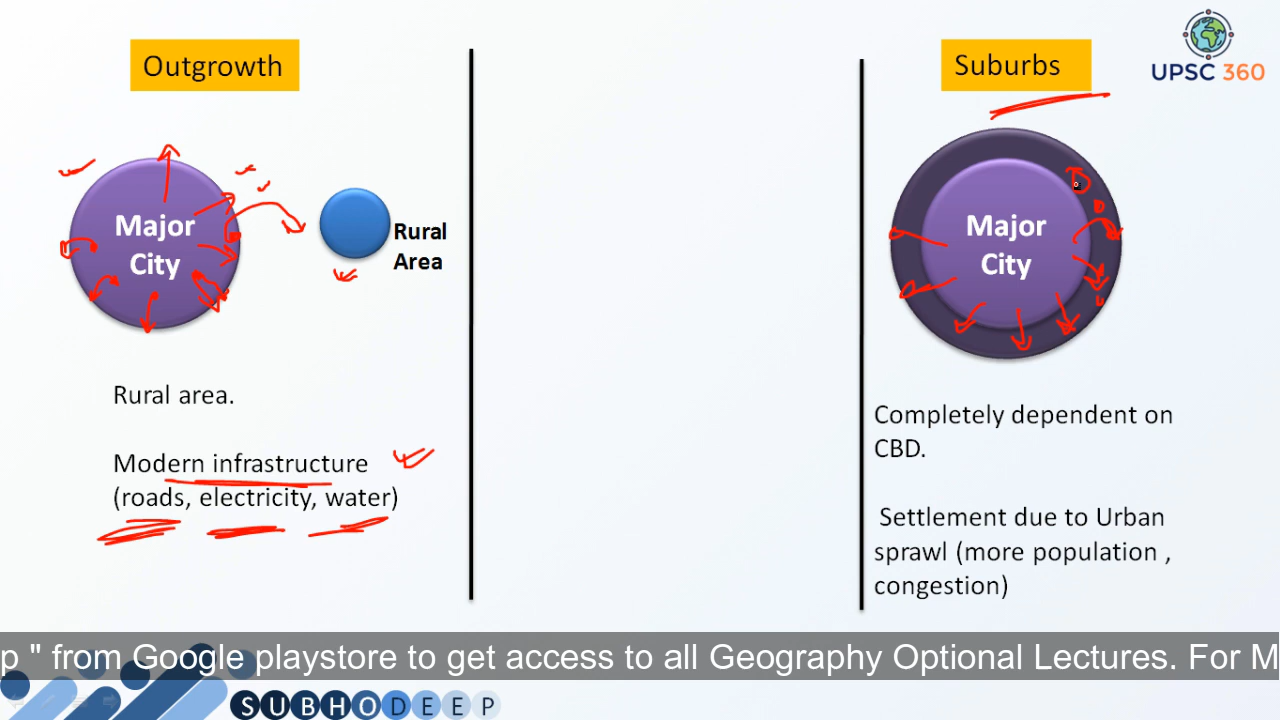 Outgrowth
Major
City
Rural
Area
Rural area.
Modern infrastructure
(roads, electricity, water)
Suburbs
UPSC 360
Major
City
Completely dependent on
CBD.
Settlement due to Urban
sprawl (more population ,
congestion)
p " from Google playstore to get access to all Geography Optional Lectures. For M
SUBHODEEP